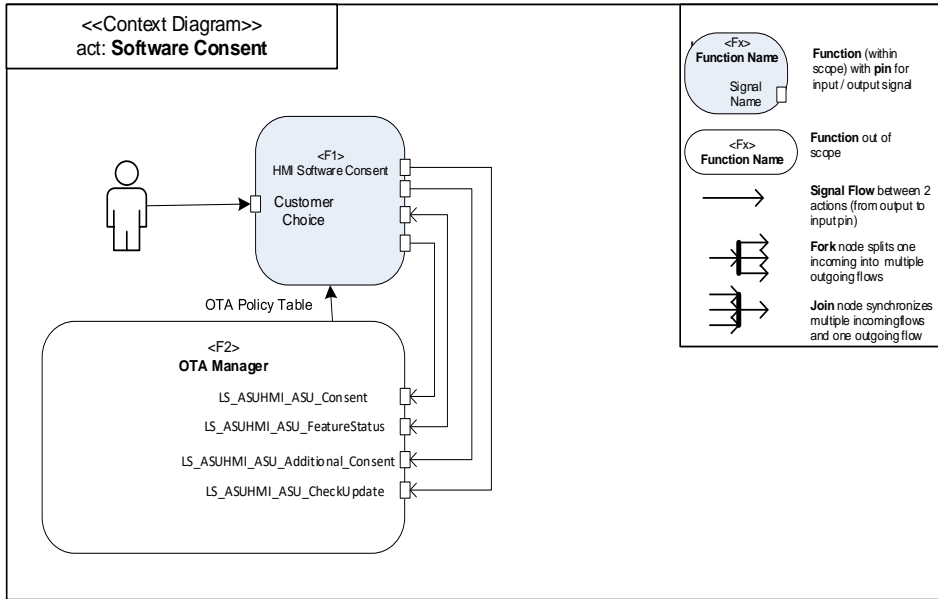 <<Context Diagram>>
act: Software Consent
<F1>
HMI Software Consent
Customer
Choice
OTA Policy Table
<F2>
OTA Manager
LS_ASUHMI_ASU_Consent
LS_ASUHMI_ASU_FeatureStatus
LS_ASUHMI_ASU_Additional_Consent
LS_ASUHMI_ASU_CheckUpdate
<Fx>
Function Name
Signal
Name
Function (within
scope) with pin for
input / output signal
<Fx>
Function Name
Function out of
scope
Signal Flow between 2
actions (from output to
input pin)
Fork node splits one
incoming into multiple
outgoing flows
Join node synchronizes
multiple incomingflows
and one outgoing flow